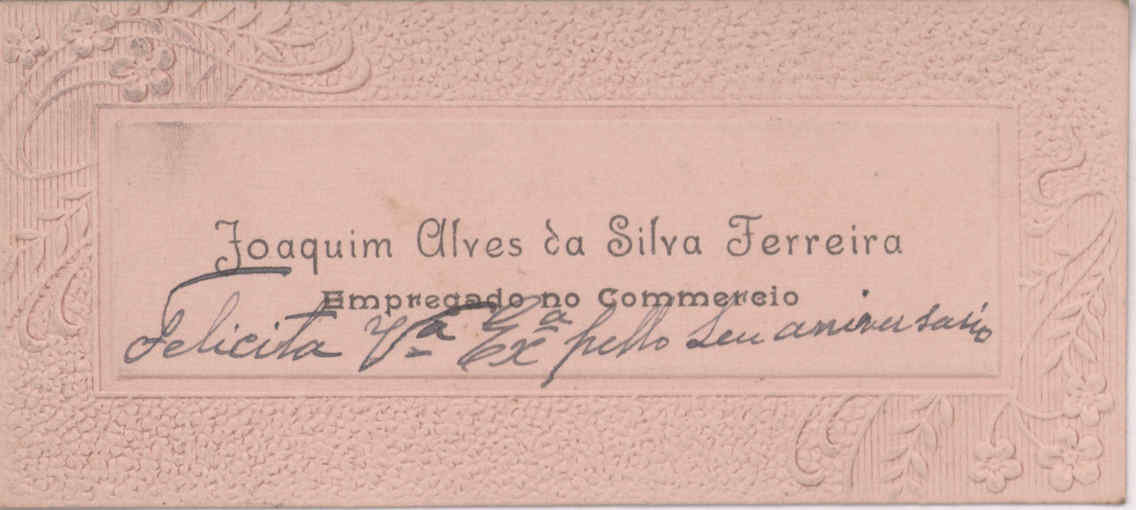 Joaquim Alves da Silva Ferreira
Empregado no Commercio
Felicita Vª Exª pello seu aniversario